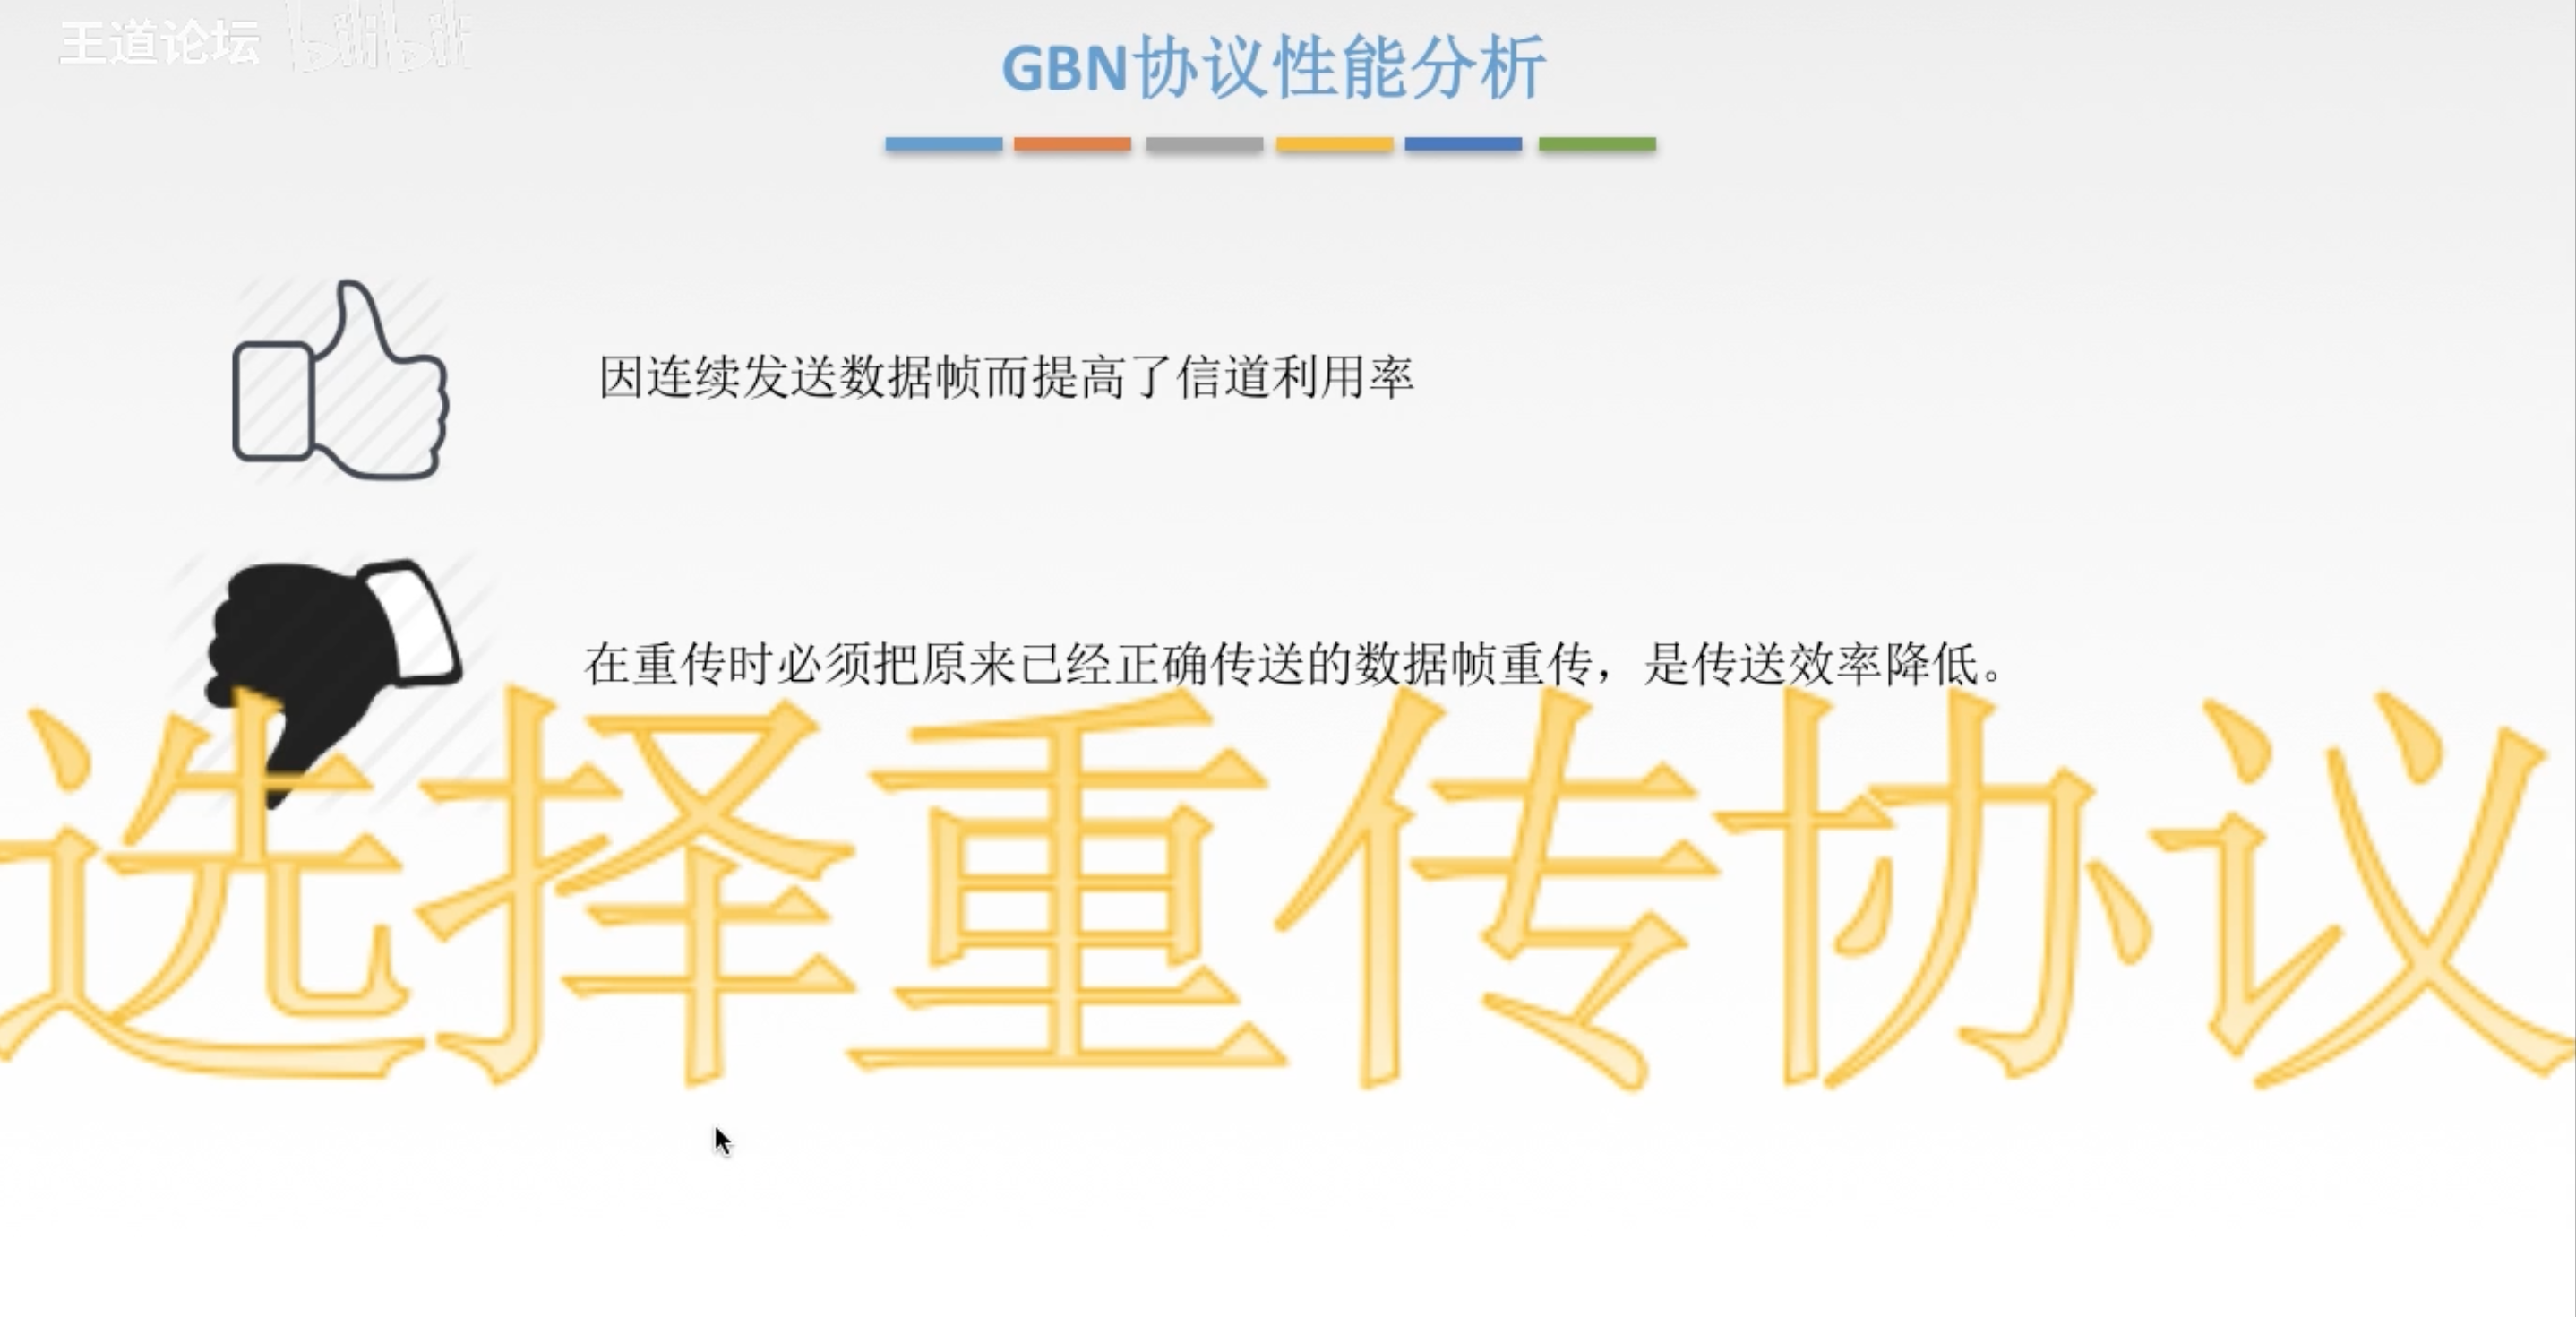 王道论坛 bilibili
GBN协议性能分析
因连续发送数据帧而提高了信道利用率
在重传时必须把原来已经正确传送的数据帧重传，是传送效率降低。
选择重传协议